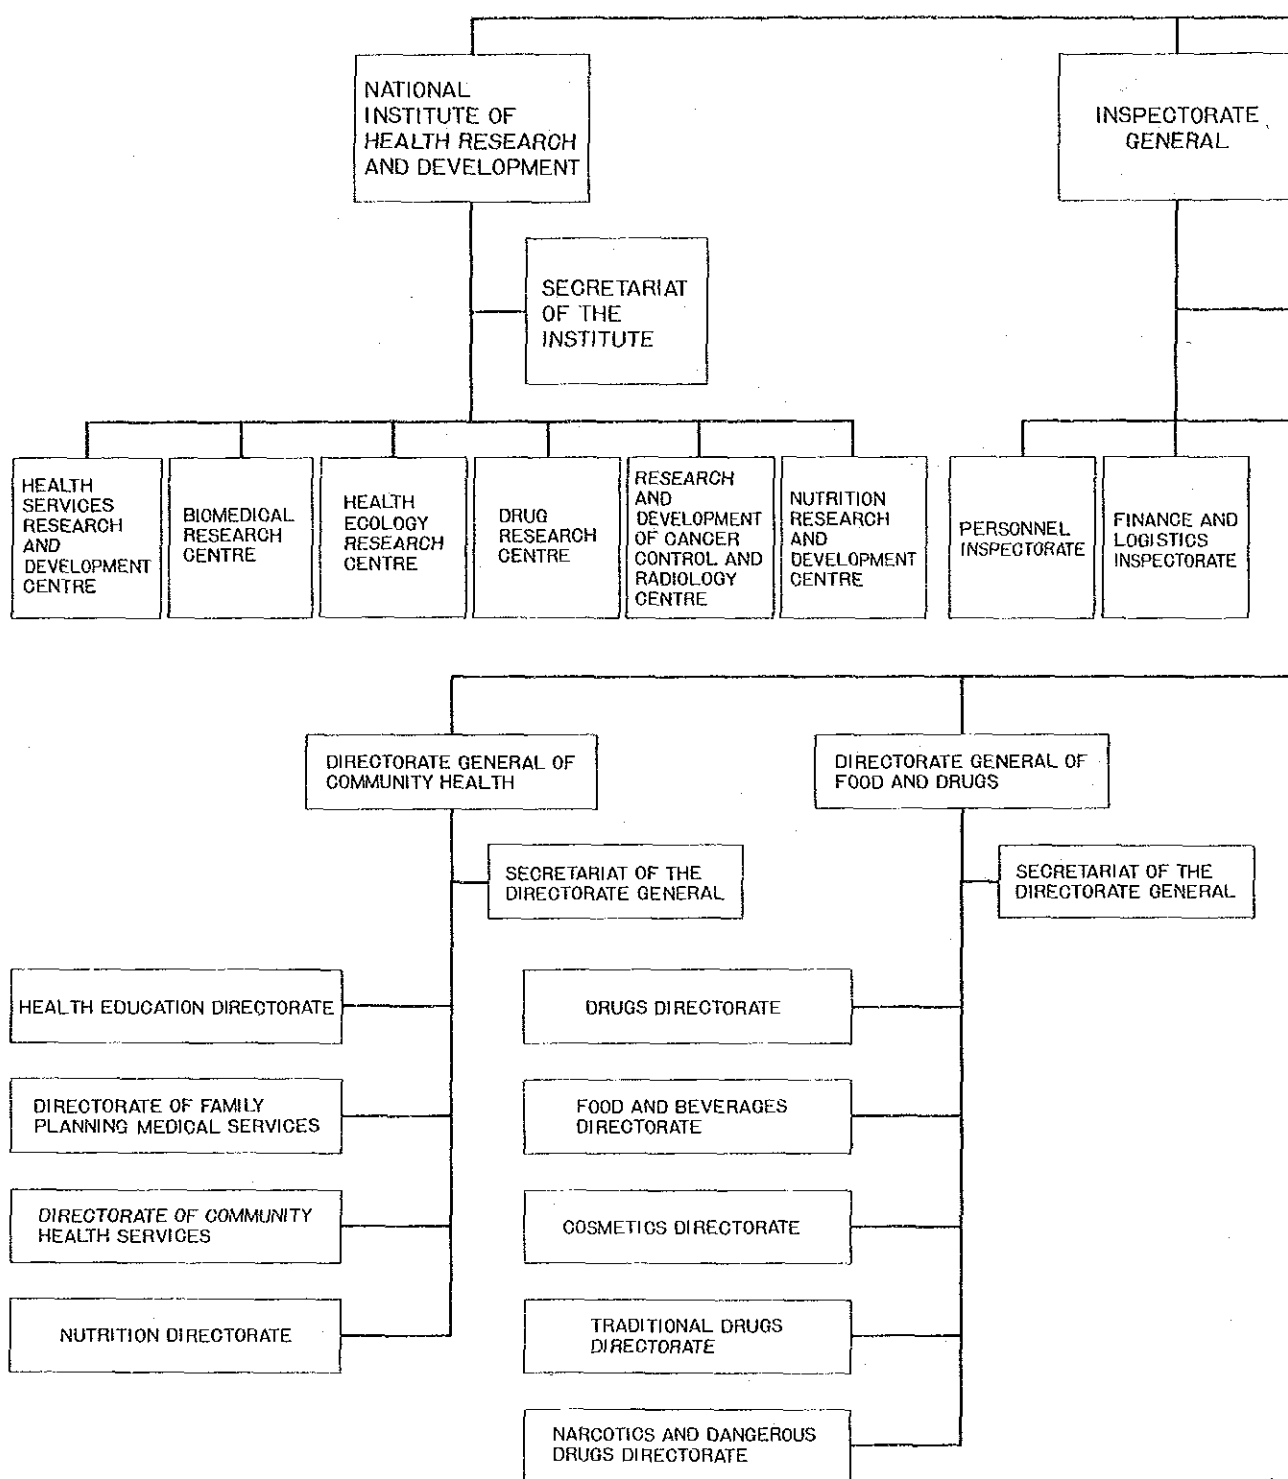 NATIONAL
INSTITUTE OF
HEALTH RESEARCH
AND DEVELOPMENT
INSPECTORATE
GENERAL
SECRETARIAT
OF THE
INSTITUTE
HEALTH
SERVICES
RESEARCH
AND
DEVELOPMENT
CENTRE
BIOMEDICAL
RESEARCH
CENTRE
HEALTH
ECOLOGY
RESEARCH
CENTRE
DRUG
RESEARCH
CENTRE
RESEARCH
AND
DEVELOPMENT
OF CANCER
CONTROL AND
RADIOLOGY
CENTRE
NUTRITION
RESEARCH
AND
DEVELOPMENT
CENTRE
PERSONNEL
INSPECTORATE
FINANCE AND
LOGISTICS
INSPECTORATE
DIRECTORATE GENERAL OF
COMMUNITY HEALTH
DIRECTORATE GENERAL OF
FOOD AND DRUGS
SECRETARIAT OF THE
DIRECTORATE GENERAL
SECRETARIAT OF THE
DIRECTORATE GENERAL
HEALTH EDUCATION DIRECTORATE
DIRECTORATE OF FAMILY
PLANNING MEDICAL SERVICES
DIRECTORATE OF COMMUNITY
HEALTH SERVICES
NUTRITION DIRECTORATE
DRUGS DIRECTORATE
FOOD AND BEVERAGES
DIRECTORATE
COSMETICS DIRECTORATE
TRADITIONAL DRUGS
DIRECTORATE
NARCOTICS AND DANGEROUS
DRUGS DIRECTORATE